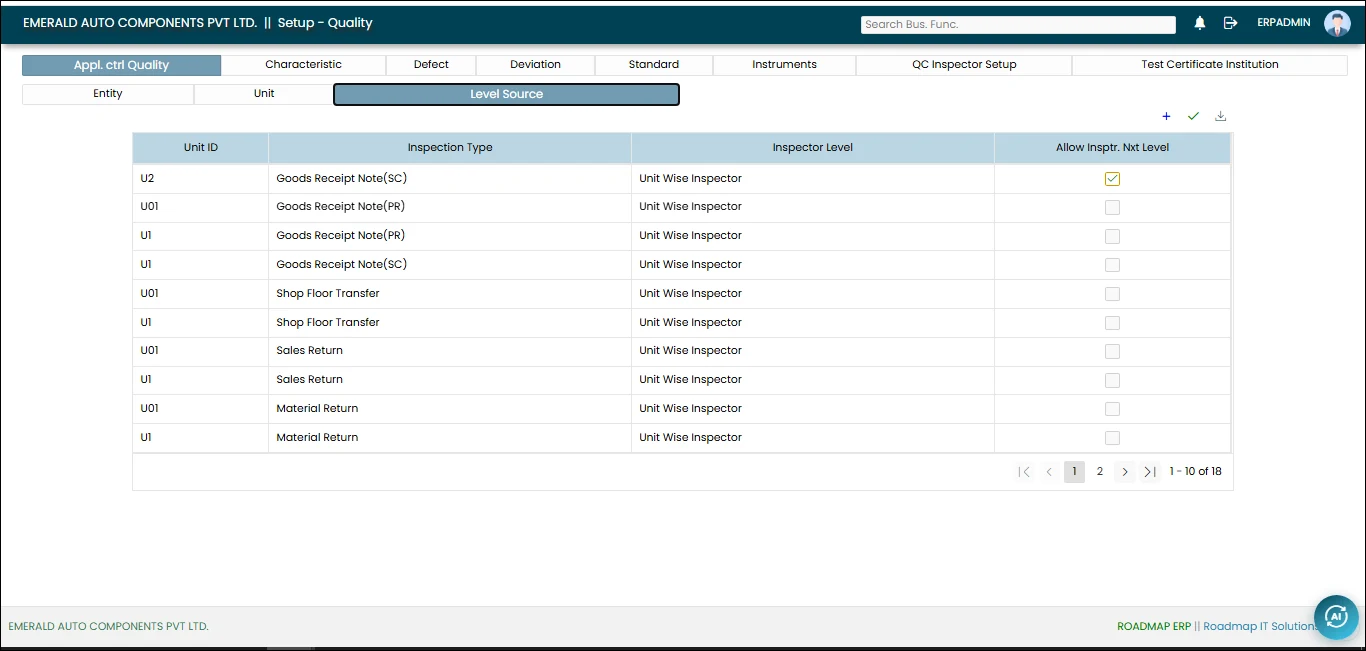 EMERALD AUTO COMPONENTS PVT LTD. || Setup - Quality Search Bus. Func. ERPADMIN
Appl. ctrl Quality Characteristic Defect Deviation Standard Instruments QC Inspector Setup Test Certificate Institution
Entity Unit Level Source
Unit ID Inspection Type Inspector Level Allow Insptr. Nxt Level
U2 Goods Receipt Note(SC) Unit Wise Inspector
U01 Goods Receipt Note(PR) Unit Wise Inspector
U1 Goods Receipt Note(PR) Unit Wise Inspector
U1 Goods Receipt Note(SC) Unit Wise Inspector
U01 Shop Floor Transfer Unit Wise Inspector
U1 Shop Floor Transfer Unit Wise Inspector
U01 Sales Return Unit Wise Inspector
U1 Sales Return Unit Wise Inspector
U01 Material Return Unit Wise Inspector
U1 Material Return Unit Wise Inspector
1 2 1 - 10 of 18
EMERALD AUTO COMPONENTS PVT LTD. ROADMAP ERP || Roadmap IT Solution
AI